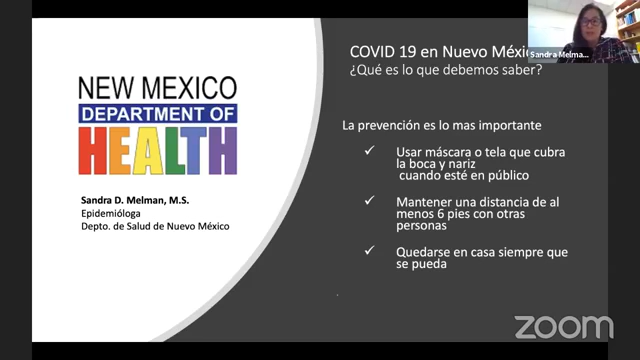 COVID 19 en Nuevo Méxic
¿Qué es lo que debemos saber?
Sandra Melma...
NEW MEXICO
DEPARTMENT OF
HEALTH
Sandra D. Melman, M.S.
Epidemióloga
Depto. de Salud de Nuevo México
La prevención es lo mas importante
Usar máscara o tela que cubra
la boca y nariz
cuando esté en público
Mantener una distancia de al
menos 6 pies con otras
personas
Quedarse en casa siempre que
se pueda
zoom